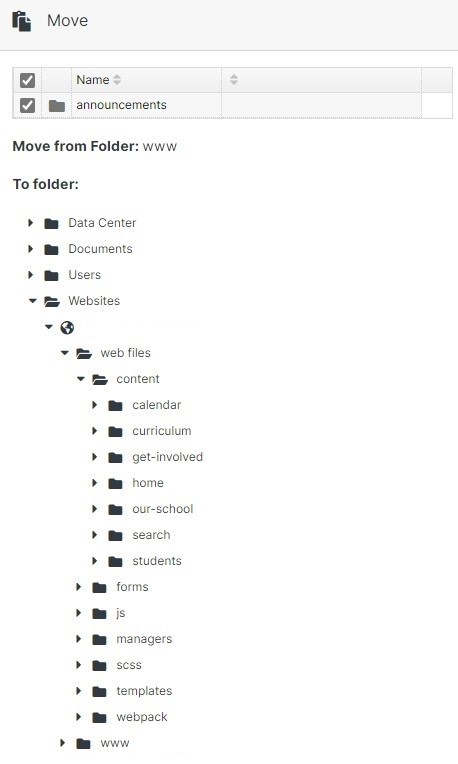 Move
Name
announcements
Move from Folder: www
To folder:
Data Center
Documents
Users
Websites
web files
content
calendar
curriculum
get-involved
home
our-school
search
students
forms
js
managers
scss
templates
webpack
www